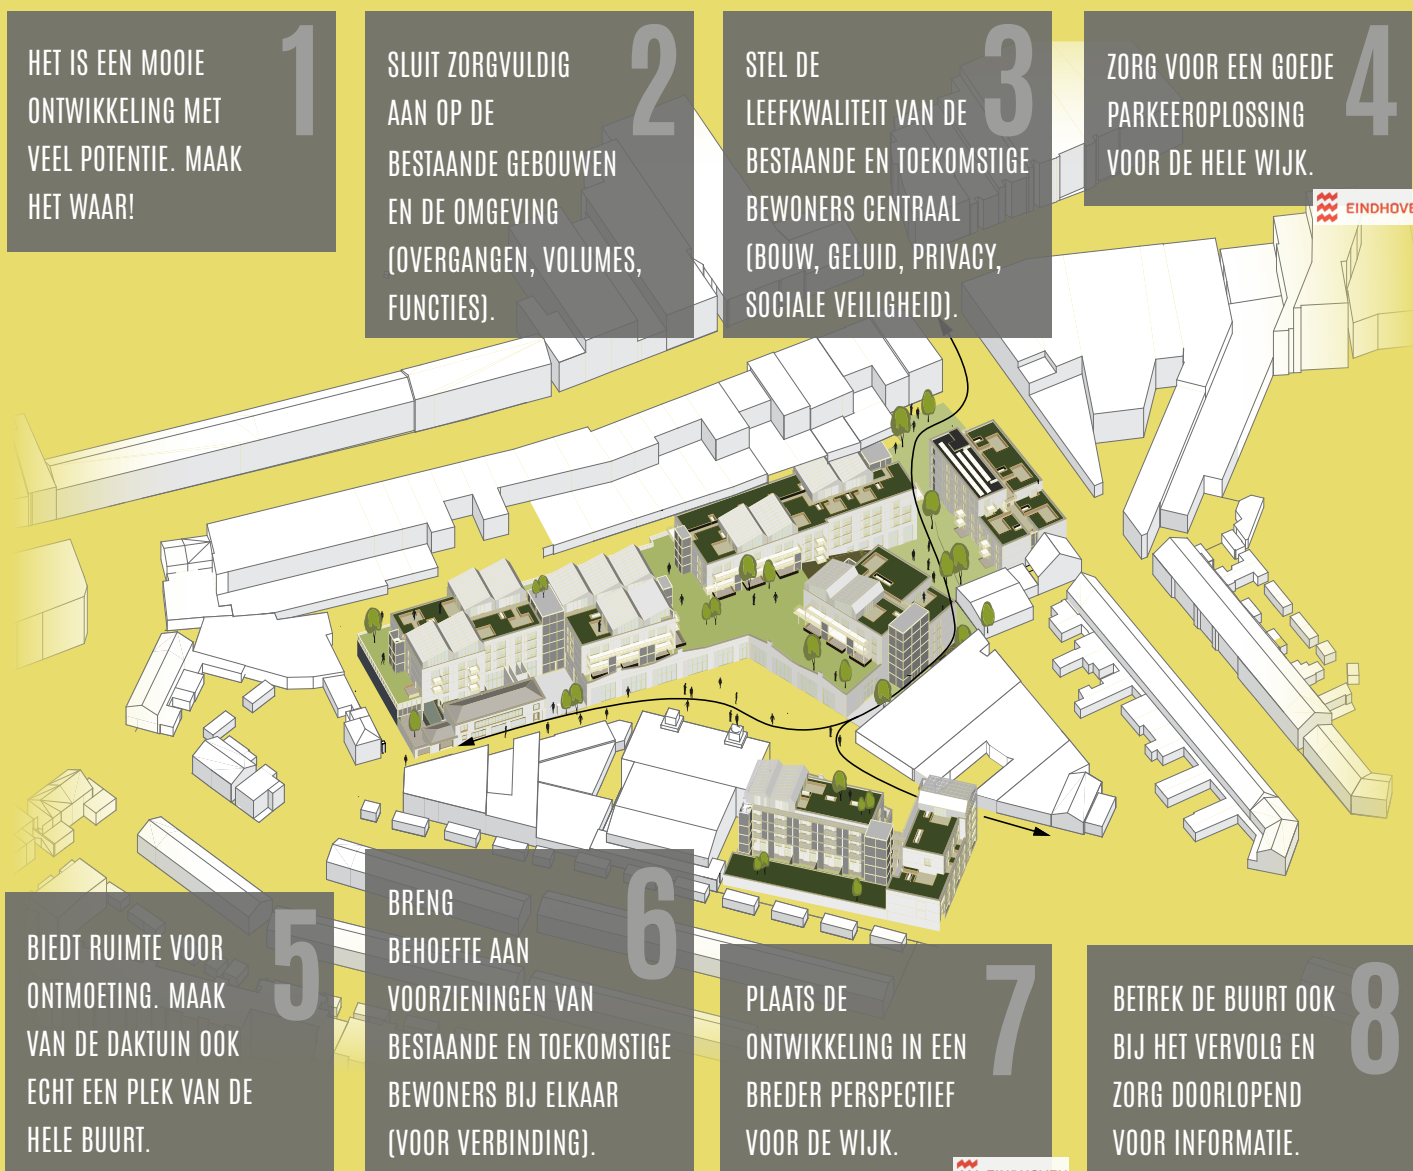 1
HET IS EEN MOOIE
ONTWIKKELING MET
VEEL POTENTIE. MAAK
HET WAAR!
2
SLUIT ZORGVULDIG
AAN OP DE
BESTAANDE GEBOUWEN
EN DE OMGEVING
(OVERGANGEN, VOLUMES,
FUNCTIES).
3
STEL DE
LEEFKWALITEIT VAN DE
BESTAANDE EN TOEKOMSTIGE
BEWONERS CENTRAAL
(BOUW, GELUID, PRIVACY,
SOCIALE VEILIGHEID).
4
ZORG VOOR EEN GOEDE
PARKEEROPLOSSING
VOOR DE HELE WIJK.
EINDHOVE
5
BIEDT RUIMTE VOOR
ONTMOETING. MAAK
VAN DE DAKTUIN OOK
ECHT EEN PLEK VAN DE
HELE BUURT.
6
BRENG
BEHOEFTE AAN
VOORZIENINGEN VAN
BESTAANDE EN TOEKOMSTIGE
BEWONERS BIJ ELKAAR
(VOOR VERBINDING).
7
PLAATS DE
ONTWIKKELING IN EEN
BREDER PERSPECTIEF
VOOR DE WIJK.
8
BETREK DE BUURT OOK
BIJ HET VERVOLG EN
ZORG DOORLOPEND
VOOR INFORMATIE.